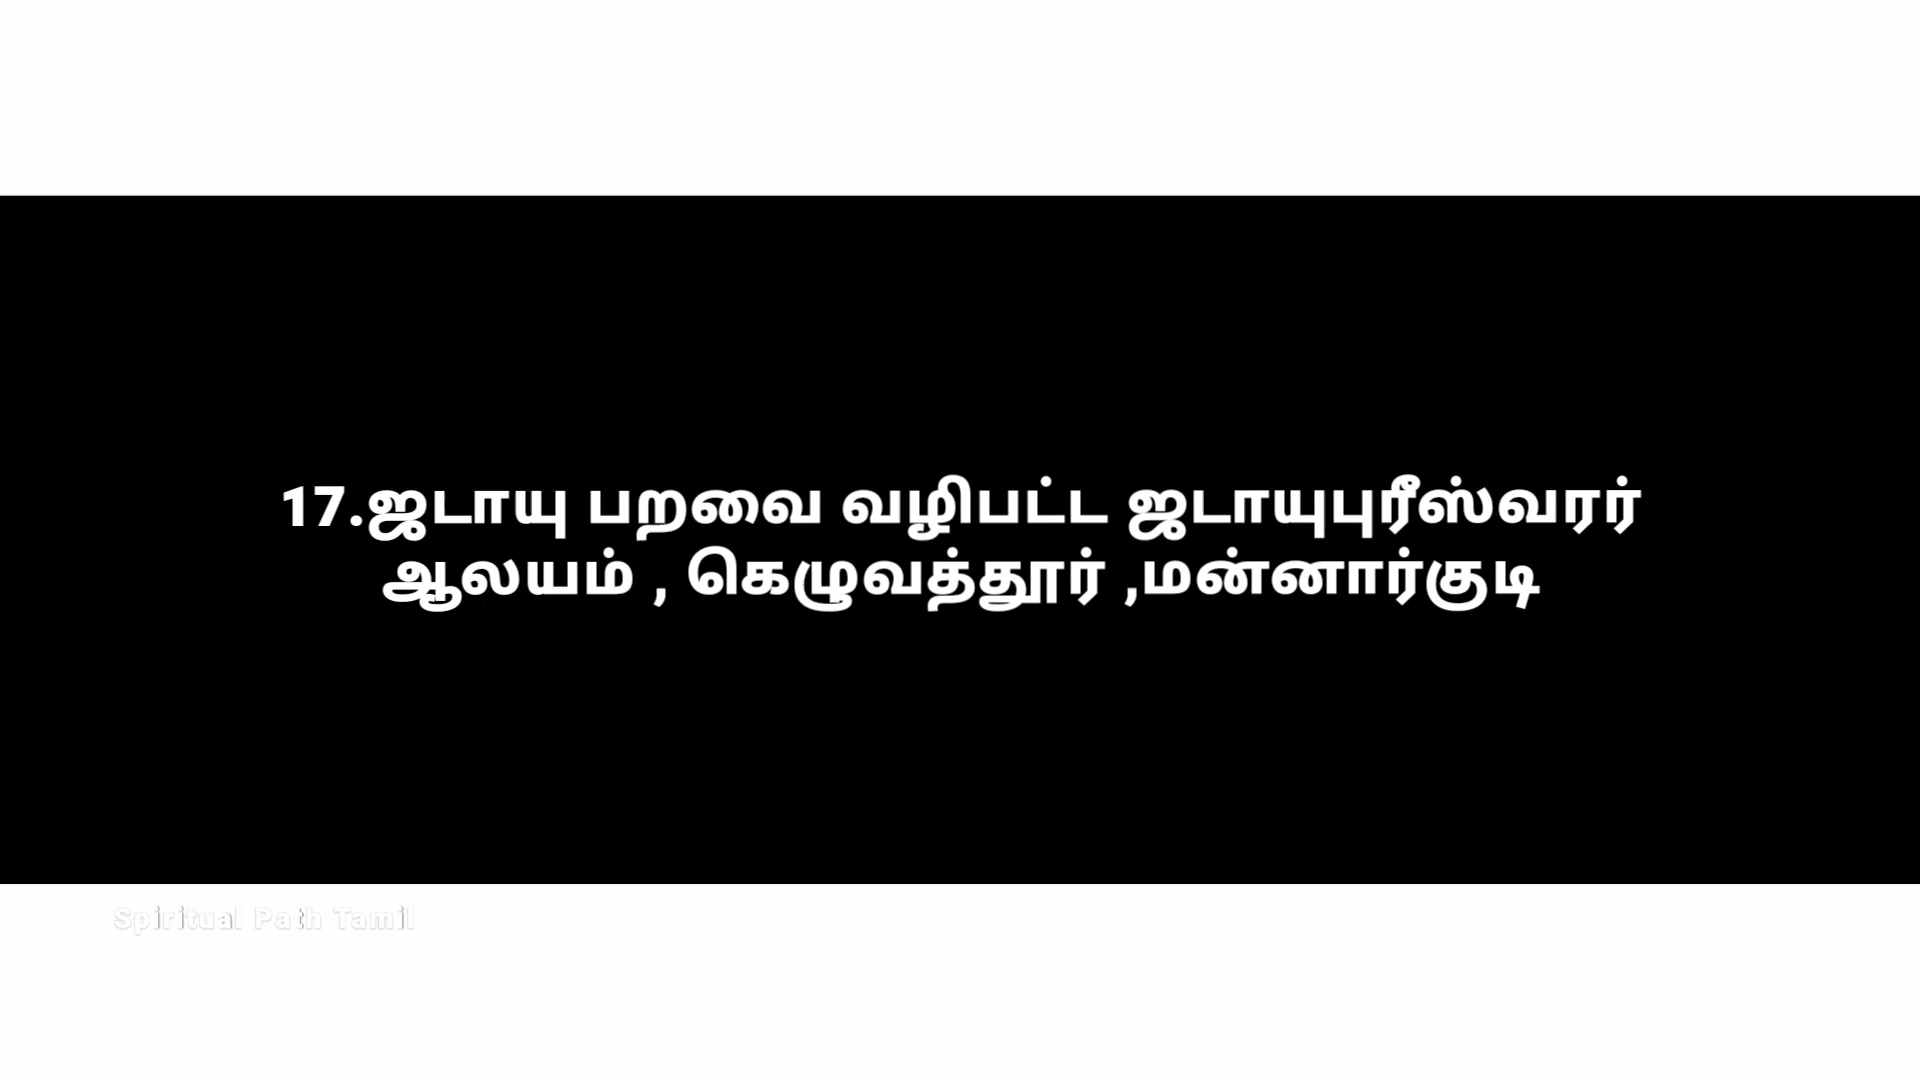 17.ஜடாயு பறவை வழிபட்ட ஜடாயுபுரீஸ்வரர்
ஆலயம் , கெழுவத்தூர் ,மன்னார்குடி
Spiritual Path Tamil